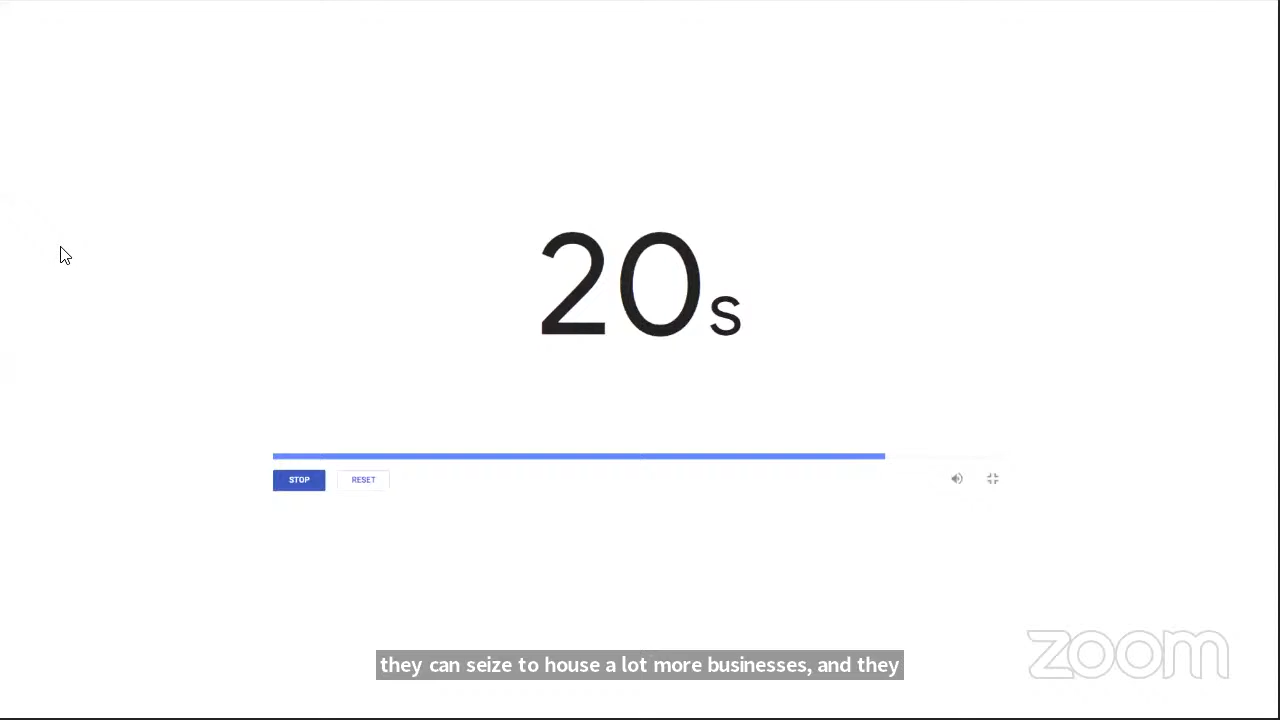 20s
STOP
RESET
zoom
they can seize to house a lot more businesses, and they